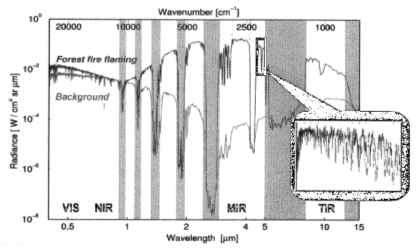 Wavenumber [cm⁻¹]
20000 10000 5000 2500 1000
10⁰
Forest fire flaming
10⁻²
Background
10⁻⁴
10⁻⁶
10⁻⁸
Radiance [ W / cm² sr µm]
VIS NIR MIR TIR
0.5 1 2 4 5 10 15
Wavelength [µm]